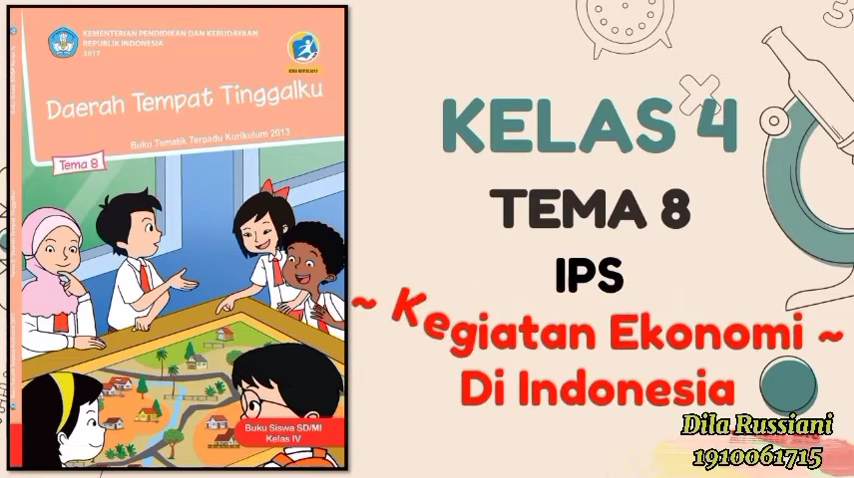 KEMENTERIAN PENDIDIKAN DAN KEBUDAYAAN
REPUBLIK INDONESIA
2017
Daerah Tempat Tinggalku
Buku Tematik Terpadu Kurikulum 2013
Tema 8
Buku Siswa SD/MI
Kelas IV
KELAS 4
TEMA 8
IPS
~ Kegiatan Ekonomi ~
Di Indonesia
Dila Russiani
1910061715